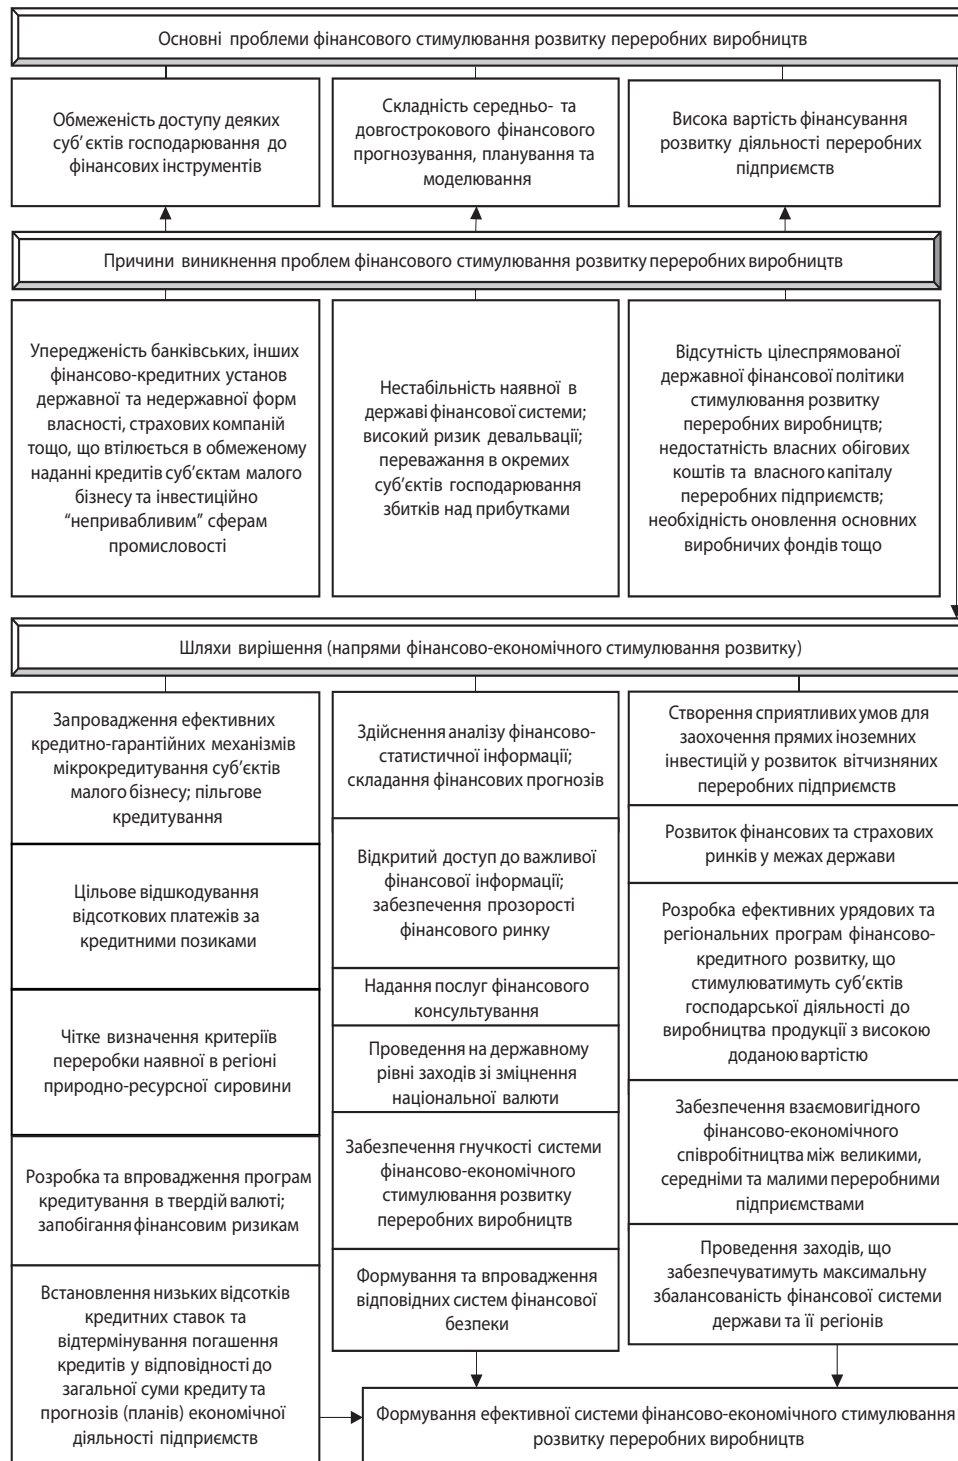 Основні проблеми фінансового стимулювання розвитку переробних виробництв
Обмеженість доступу деяких
суб'єктів господарювання до
фінансових інструментів
Складність середньо- та
довгострокового фінансового
прогнозування, планування та
моделювання
Висока вартість фінансування
розвитку діяльності переробних
підприємств
Причини виникнення проблем фінансового стимулювання розвитку переробних виробництв
Упередженість банківських, інших
фінансово-кредитних установ
державної та недержавної форм
власності, страхових компаній
тощо, що втілюється в обмеженому
наданні кредитів суб'єктам малого
бізнесу та інвестиційно
“непривабливим” сферам
промисловості
Нестабільність наявної в
державі фінансової системи;
високий ризик девальвації;
переважання в окремих
суб'єктів господарювання
збитків над прибутками
Відсутність цілеспрямованої
державної фінансової політики
стимулювання розвитку
переробних виробництв;
недостатність власних обігових
коштів та власного капіталу
переробних підприємств;
необхідність оновлення основних
виробничих фондів тощо
Шляхи вирішення (напрями фінансово-економічного стимулювання розвитку)
Запровадження ефективних
кредитно-гарантійних механізмів
мікрокредитування суб'єктів
малого бізнесу; пільгове
кредитування
Цільове відшкодування
відсоткових платежів за
кредитними позиками
Чітке визначення критеріїв
переробки наявної в регіоні
природно-ресурсної сировини
Розробка та впровадження програм
кредитування в твердій валюті;
запобігання фінансовим ризикам
Встановлення низьких відсотків
кредитних ставок та
відтермінування погашення
кредитів у відповідності до
загальної суми кредиту та
прогнозів (планів) економічної
діяльності підприємств
Здійснення аналізу фінансово-
статистичної інформації;
складання фінансових прогнозів
Відкритий доступ до важливої
фінансової інформації;
забезпечення прозорості
фінансового ринку
Надання послуг фінансового
консультування
Проведення на державному
рівні заходів зі зміцнення
національної валюти
Забезпечення гнучкості системи
фінансово-економічного
стимулювання розвитку
переробних виробництв
Формування та впровадження
відповідних систем фінансової
безпеки
Створення сприятливих умов для
заохочення прямих іноземних
інвестицій у розвиток вітчизняних
переробних підприємств
Розвиток фінансових та страхових
ринків у межах держави
Розробка ефективних урядових та
регіональних програм фінансово-
кредитного розвитку, що
стимулюватимуть суб'єктів
господарської діяльності до
виробництва продукції з високою
доданою вартістю
Забезпечення взаємовигідного
фінансово-економічного
співробітництва між великими,
середніми та малими переробними
підприємствами
Проведення заходів, що
забезпечуватимуть максимальну
збалансованість фінансової системи
держави та її регіонів
Формування ефективної системи фінансово-економічного стимулювання
розвитку переробних виробництв